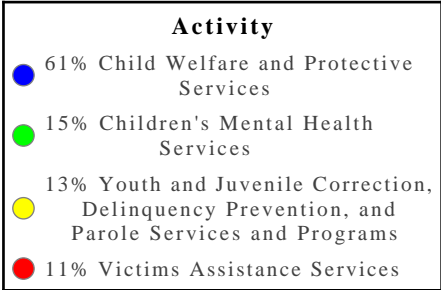 Activity
61% Child Welfare and Protective
Services
15% Children's Mental Health
Services
13% Youth and Juvenile Correction,
Delinquency Prevention, and
Parole Services and Programs
11% Victims Assistance Services